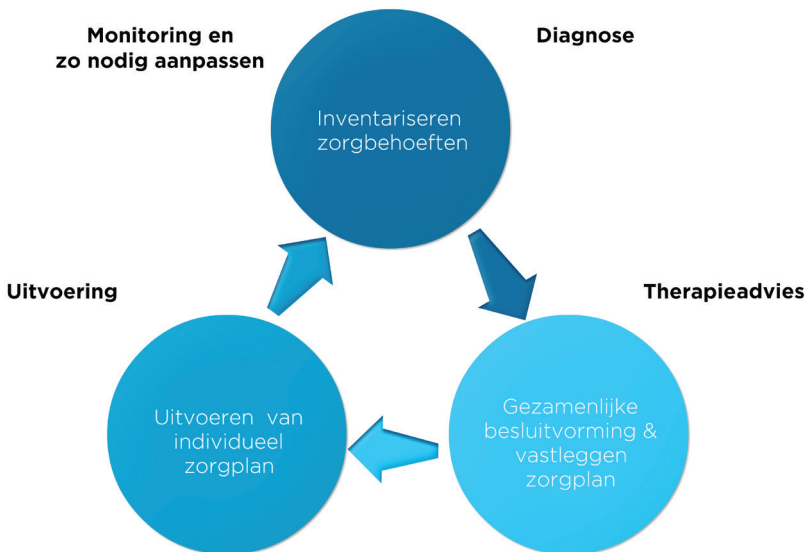 Monitoring en
zo nodig aanpassen
Diagnose
Inventariseren
zorgbehoeften
Uitvoering
Therapieadvies
Uitvoeren van
individueel
zorgplan
Gezamenlijke
besluitvorming &
vastleggen
zorgplan